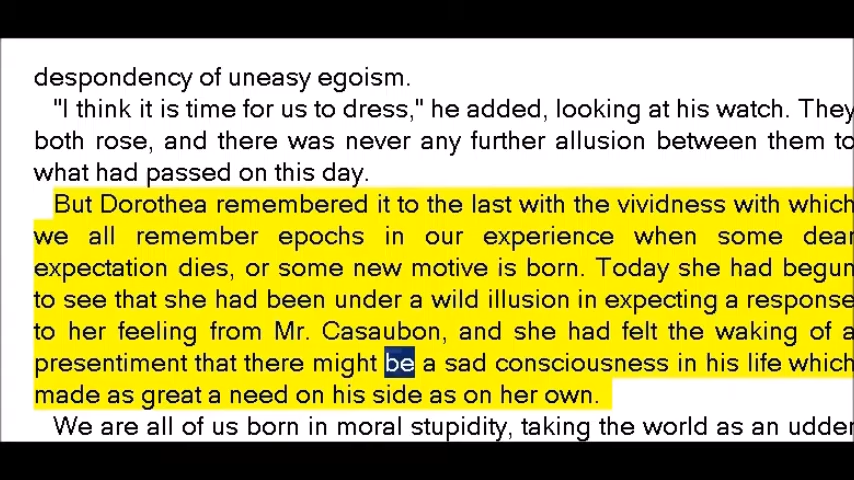 despondency of uneasy egoism.
"I think it is time for us to dress," he added, looking at his watch. They
both rose, and there was never any further allusion between them to
what had passed on this day.
But Dorothea remembered it to the last with the vividness with which
we all remember epochs in our experience when some dear
expectation dies, or some new motive is born. Today she had begun
to see that she had been under a wild illusion in expecting a response
to her feeling from Mr. Casaubon, and she had felt the waking of a
presentiment that there might be a sad consciousness in his life which
made as great a need on his side as on her own.
We are all of us born in moral stupidity, taking the world as an udder